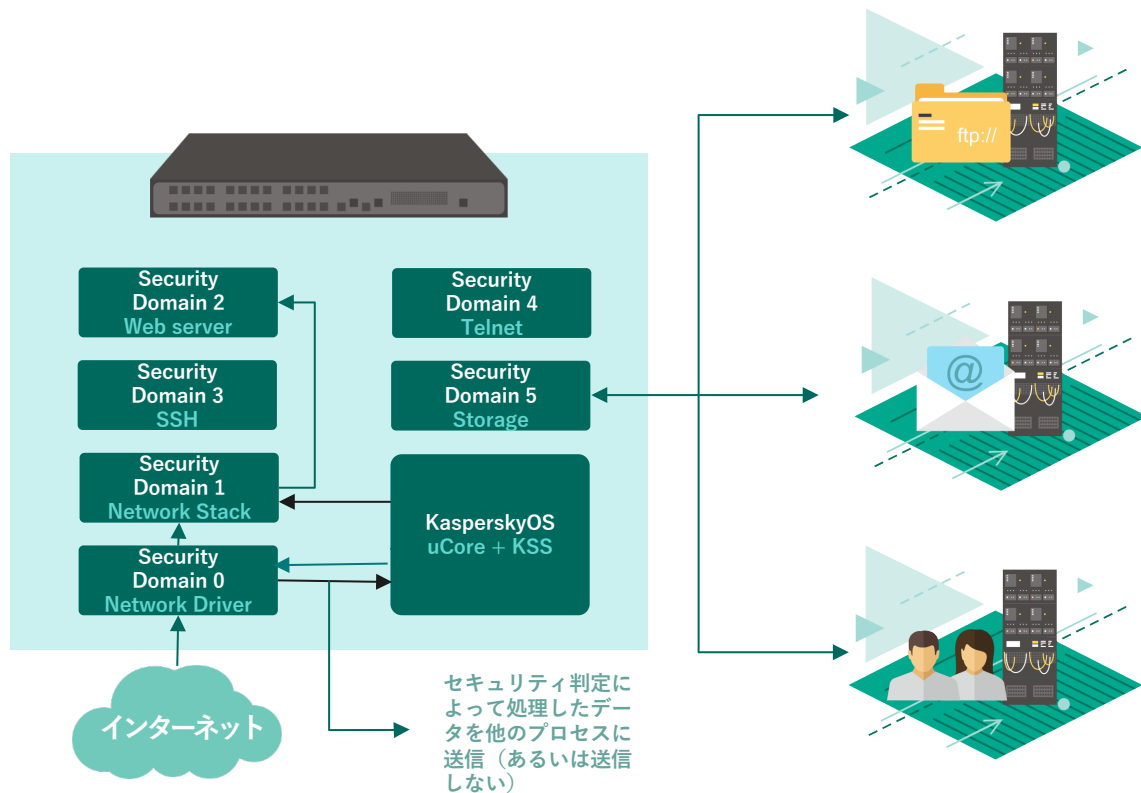 ftp://
Security
Domain 2
Web server
Security
Domain 4
Telnet
Security
Domain 3
SSH
Security
Domain 5
Storage
@
Security
Domain 1
Network Stack
KasperskyOS
uCore + KSS
Security
Domain 0
Network Driver
インターネット
セキュリティ判定に
よって処理したデー
タを他のプロセスに
送信（あるいは送信
しない）